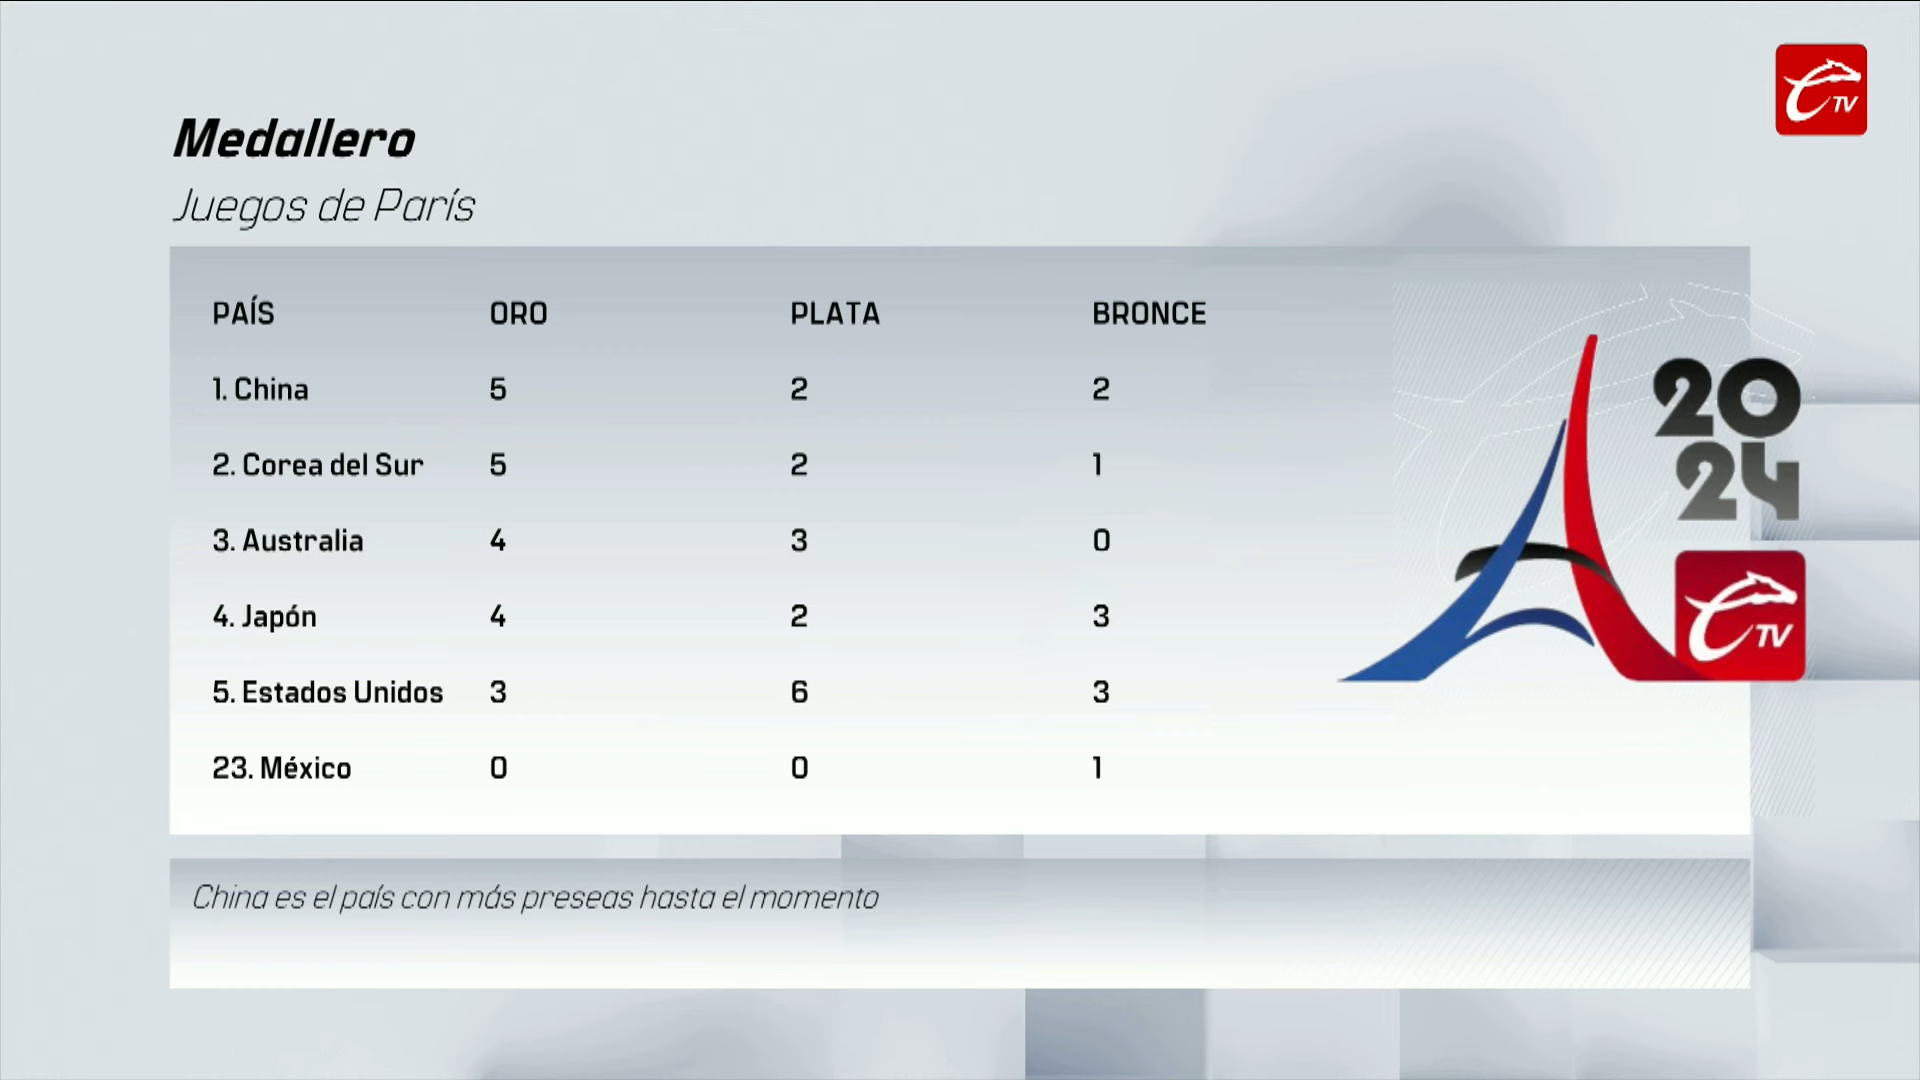 TV
Medallero
Juegos de París
PAÍS ORO PLATA BRONCE
1. China 5 2 2
2. Corea del Sur 5 2 1
3. Australia 4 3 0
4. Japón 4 2 3
5. Estados Unidos 3 6 3
23. México 0 0 1
20
24
TV
China es el país con más preseas hasta el momento